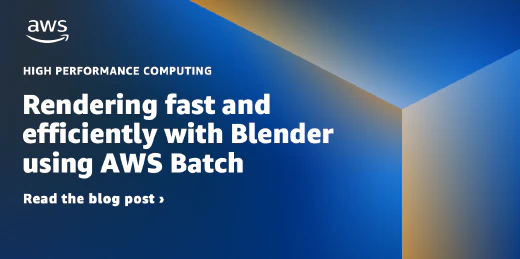 aws
HIGH PERFORMANCE COMPUTING
Rendering fast and
efficiently with Blender
using AWS Batch
Read the blog post ›